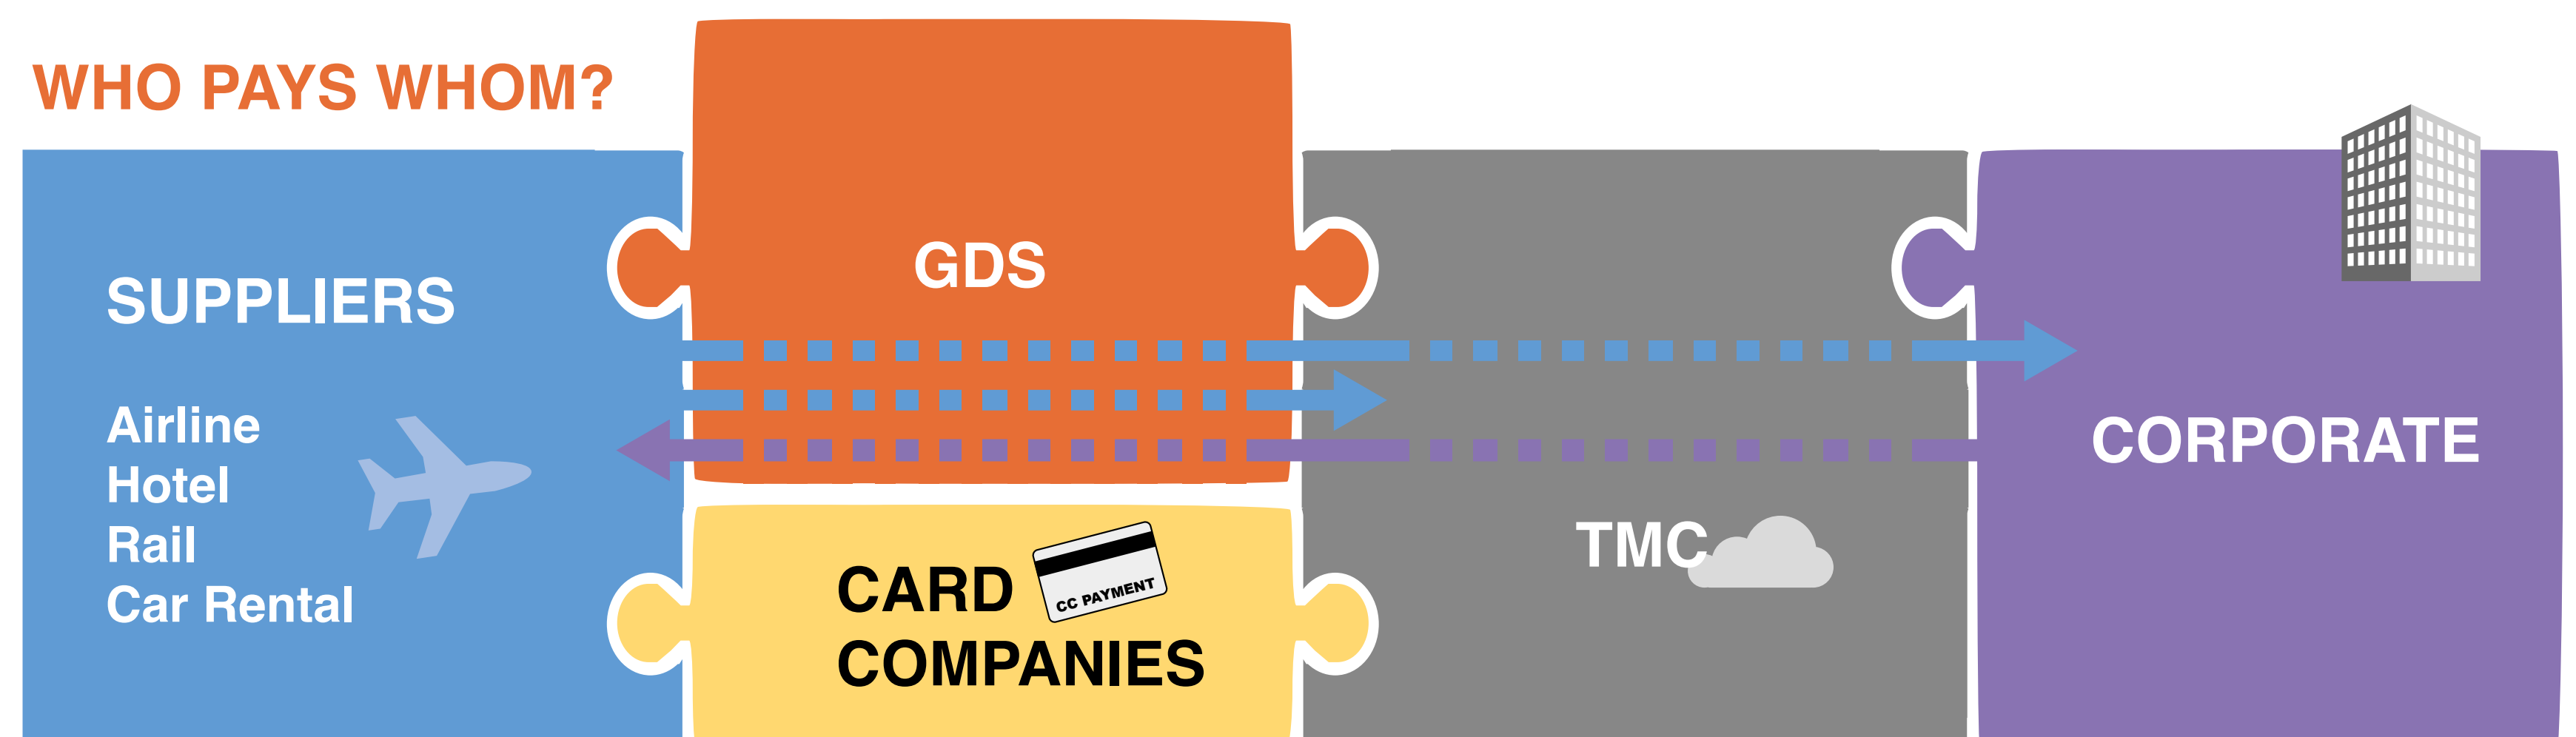 WHO PAYS WHOM?
SUPPLIERS
Airline
Hotel
Rail
Car Rental
GDS
CARD
COMPANIES
CC PAYMENT
TMC
CORPORATE